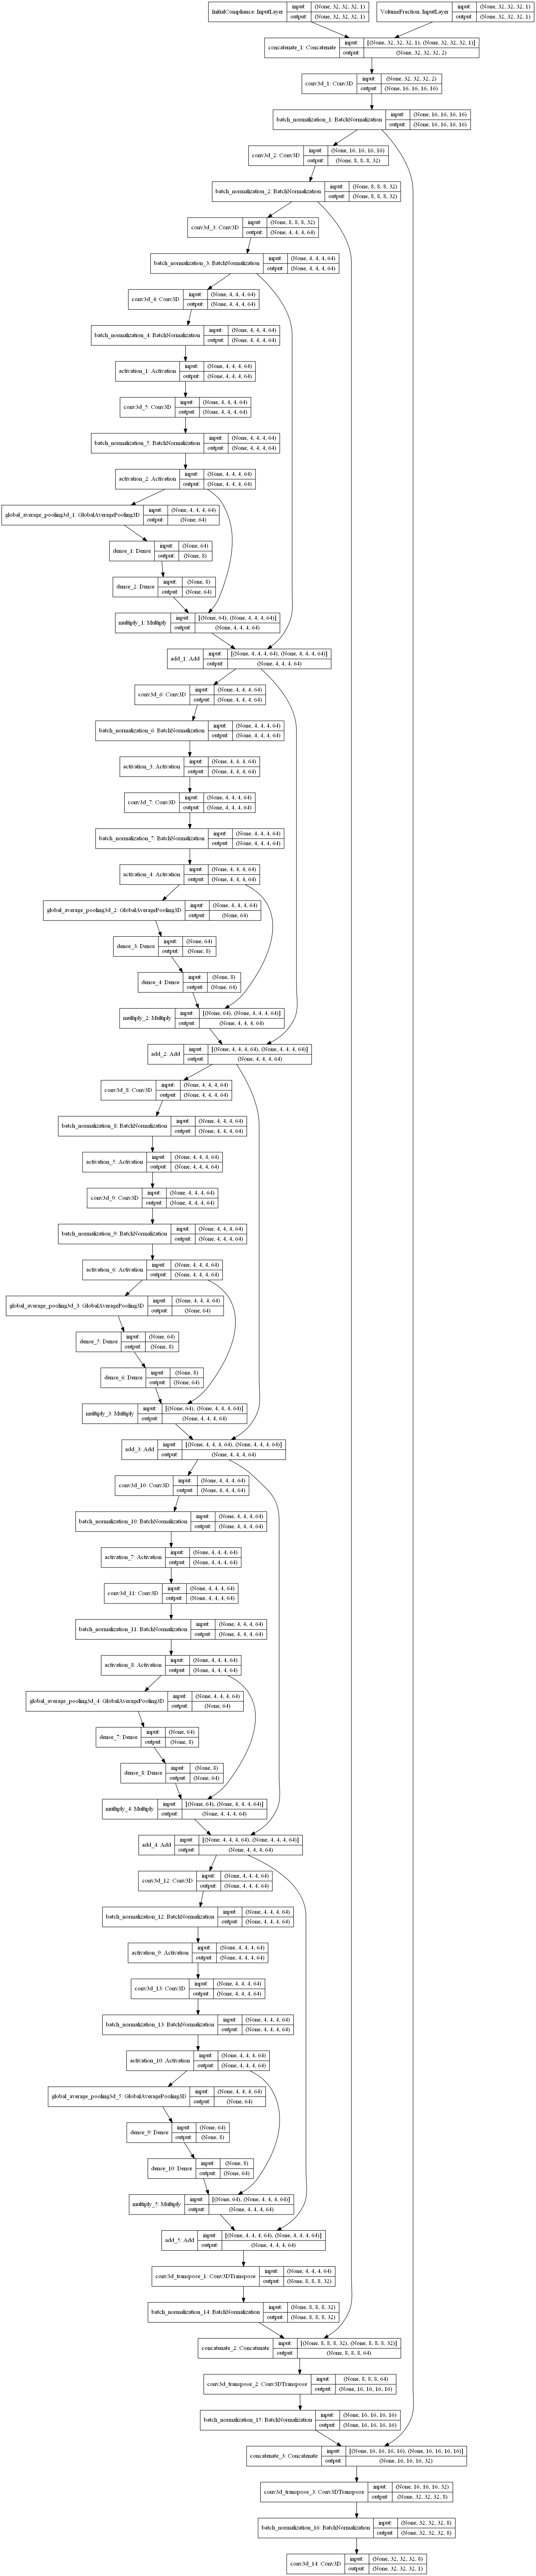 InitialCompliance: InputLayer
input: (None, 32, 32, 32, 1)
output: (None, 32, 32, 32, 1)
VolumeFraction: InputLayer
input: (None, 32, 32, 32, 1)
output: (None, 32, 32, 32, 1)
concatenate_1: Concatenate
input: [(None, 32, 32, 32, 1), (None, 32, 32, 32, 1)]
output: (None, 32, 32, 32, 2)
conv3d_1: Conv3D
input: (None, 32, 32, 32, 2)
output: (None, 16, 16, 16, 16)
batch_normalization_1: BatchNormalization
input: (None, 16, 16, 16, 16)
output: (None, 16, 16, 16, 16)
conv3d_2: Conv3D
input: (None, 16, 16, 16, 16)
output: (None, 8, 8, 8, 32)
batch_normalization_2: BatchNormalization
input: (None, 8, 8, 8, 32)
output: (None, 8, 8, 8, 32)
conv3d_3: Conv3D
input: (None, 8, 8, 8, 32)
output: (None, 4, 4, 4, 64)
batch_normalization_3: BatchNormalization
input: (None, 4, 4, 4, 64)
output: (None, 4, 4, 4, 64)
conv3d_4: Conv3D
input: (None, 4, 4, 4, 64)
output: (None, 4, 4, 4, 64)
batch_normalization_4: BatchNormalization
input: (None, 4, 4, 4, 64)
output: (None, 4, 4, 4, 64)
activation_1: Activation
input: (None, 4, 4, 4, 64)
output: (None, 4, 4, 4, 64)
conv3d_5: Conv3D
input: (None, 4, 4, 4, 64)
output: (None, 4, 4, 4, 64)
batch_normalization_5: BatchNormalization
input: (None, 4, 4, 4, 64)
output: (None, 4, 4, 4, 64)
activation_2: Activation
input: (None, 4, 4, 4, 64)
output: (None, 4, 4, 4, 64)
global_average_pooling3d_1: GlobalAveragePooling3D
input: (None, 4, 4, 4, 64)
output: (None, 64)
dense_1: Dense
input: (None, 64)
output: (None, 8)
dense_2: Dense
input: (None, 8)
output: (None, 64)
multiply_1: Multiply
input: [(None, 64), (None, 4, 4, 4, 64)]
output: (None, 4, 4, 4, 64)
add_1: Add
input: [(None, 4, 4, 4, 64), (None, 4, 4, 4, 64)]
output: (None, 4, 4, 4, 64)
conv3d_6: Conv3D
input: (None, 4, 4, 4, 64)
output: (None, 4, 4, 4, 64)
batch_normalization_6: BatchNormalization
input: (None, 4, 4, 4, 64)
output: (None, 4, 4, 4, 64)
activation_3: Activation
input: (None, 4, 4, 4, 64)
output: (None, 4, 4, 4, 64)
conv3d_7: Conv3D
input: (None, 4, 4, 4, 64)
output: (None, 4, 4, 4, 64)
batch_normalization_7: BatchNormalization
input: (None, 4, 4, 4, 64)
output: (None, 4, 4, 4, 64)
activation_4: Activation
input: (None, 4, 4, 4, 64)
output: (None, 4, 4, 4, 64)
global_average_pooling3d_2: GlobalAveragePooling3D
input: (None, 4, 4, 4, 64)
output: (None, 64)
dense_3: Dense
input: (None, 64)
output: (None, 8)
dense_4: Dense
input: (None, 8)
output: (None, 64)
multiply_2: Multiply
input: [(None, 64), (None, 4, 4, 4, 64)]
output: (None, 4, 4, 4, 64)
add_2: Add
input: [(None, 4, 4, 4, 64), (None, 4, 4, 4, 64)]
output: (None, 4, 4, 4, 64)
conv3d_8: Conv3D
input: (None, 4, 4, 4, 64)
output: (None, 4, 4, 4, 64)
batch_normalization_8: BatchNormalization
input: (None, 4, 4, 4, 64)
output: (None, 4, 4, 4, 64)
activation_5: Activation
input: (None, 4, 4, 4, 64)
output: (None, 4, 4, 4, 64)
conv3d_9: Conv3D
input: (None, 4, 4, 4, 64)
output: (None, 4, 4, 4, 64)
batch_normalization_9: BatchNormalization
input: (None, 4, 4, 4, 64)
output: (None, 4, 4, 4, 64)
activation_6: Activation
input: (None, 4, 4, 4, 64)
output: (None, 4, 4, 4, 64)
global_average_pooling3d_3: GlobalAveragePooling3D
input: (None, 4, 4, 4, 64)
output: (None, 64)
dense_5: Dense
input: (None, 64)
output: (None, 8)
dense_6: Dense
input: (None, 8)
output: (None, 64)
multiply_3: Multiply
input: [(None, 64), (None, 4, 4, 4, 64)]
output: (None, 4, 4, 4, 64)
add_3: Add
input: [(None, 4, 4, 4, 64), (None, 4, 4, 4, 64)]
output: (None, 4, 4, 4, 64)
conv3d_10: Conv3D
input: (None, 4, 4, 4, 64)
output: (None, 4, 4, 4, 64)
batch_normalization_10: BatchNormalization
input: (None, 4, 4, 4, 64)
output: (None, 4, 4, 4, 64)
activation_7: Activation
input: (None, 4, 4, 4, 64)
output: (None, 4, 4, 4, 64)
conv3d_11: Conv3D
input: (None, 4, 4, 4, 64)
output: (None, 4, 4, 4, 64)
batch_normalization_11: BatchNormalization
input: (None, 4, 4, 4, 64)
output: (None, 4, 4, 4, 64)
activation_8: Activation
input: (None, 4, 4, 4, 64)
output: (None, 4, 4, 4, 64)
global_average_pooling3d_4: GlobalAveragePooling3D
input: (None, 4, 4, 4, 64)
output: (None, 64)
dense_7: Dense
input: (None, 64)
output: (None, 8)
dense_8: Dense
input: (None, 8)
output: (None, 64)
multiply_4: Multiply
input: [(None, 64), (None, 4, 4, 4, 64)]
output: (None, 4, 4, 4, 64)
add_4: Add
input: [(None, 4, 4, 4, 64), (None, 4, 4, 4, 64)]
output: (None, 4, 4, 4, 64)
conv3d_12: Conv3D
input: (None, 4, 4, 4, 64)
output: (None, 4, 4, 4, 64)
batch_normalization_12: BatchNormalization
input: (None, 4, 4, 4, 64)
output: (None, 4, 4, 4, 64)
activation_9: Activation
input: (None, 4, 4, 4, 64)
output: (None, 4, 4, 4, 64)
conv3d_13: Conv3D
input: (None, 4, 4, 4, 64)
output: (None, 4, 4, 4, 64)
batch_normalization_13: BatchNormalization
input: (None, 4, 4, 4, 64)
output: (None, 4, 4, 4, 64)
activation_10: Activation
input: (None, 4, 4, 4, 64)
output: (None, 4, 4, 4, 64)
global_average_pooling3d_5: GlobalAveragePooling3D
input: (None, 4, 4, 4, 64)
output: (None, 64)
dense_9: Dense
input: (None, 64)
output: (None, 8)
dense_10: Dense
input: (None, 8)
output: (None, 64)
multiply_5: Multiply
input: [(None, 64), (None, 4, 4, 4, 64)]
output: (None, 4, 4, 4, 64)
add_5: Add
input: [(None, 4, 4, 4, 64), (None, 4, 4, 4, 64)]
output: (None, 4, 4, 4, 64)
conv3d_transpose_1: Conv3DTranspose
input: (None, 4, 4, 4, 64)
output: (None, 8, 8, 8, 32)
batch_normalization_14: BatchNormalization
input: (None, 8, 8, 8, 32)
output: (None, 8, 8, 8, 32)
concatenate_2: Concatenate
input: [(None, 8, 8, 8, 32), (None, 8, 8, 8, 32)]
output: (None, 8, 8, 8, 64)
conv3d_transpose_2: Conv3DTranspose
input: (None, 8, 8, 8, 64)
output: (None, 16, 16, 16, 16)
batch_normalization_15: BatchNormalization
input: (None, 16, 16, 16, 16)
output: (None, 16, 16, 16, 16)
concatenate_3: Concatenate
input: [(None, 16, 16, 16, 16), (None, 16, 16, 16, 16)]
output: (None, 16, 16, 16, 32)
conv3d_transpose_3: Conv3DTranspose
input: (None, 16, 16, 16, 32)
output: (None, 32, 32, 32, 8)
batch_normalization_16: BatchNormalization
input: (None, 32, 32, 32, 8)
output: (None, 32, 32, 32, 8)
conv3d_14: Conv3D
input: (None, 32, 32, 32, 8)
output: (None, 32, 32, 32, 1)